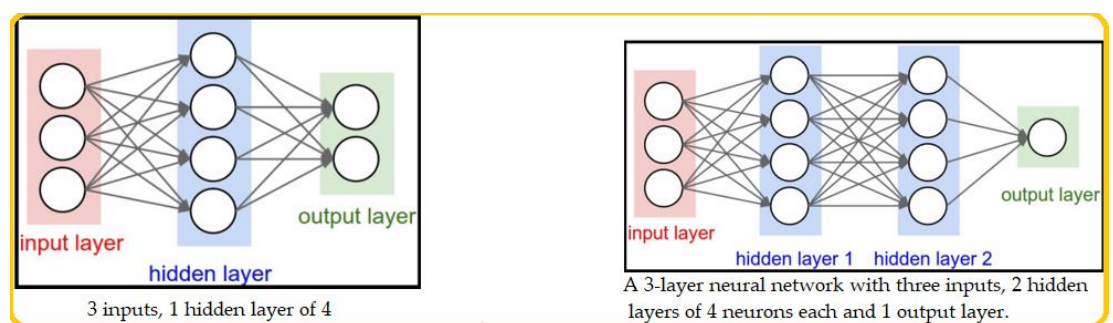 input layer
hidden layer
output layer
3 inputs, 1 hidden layer of 4
input layer
hidden layer 1
hidden layer 2
output layer
A 3-layer neural network with three inputs, 2 hidden
layers of 4 neurons each and 1 output layer.